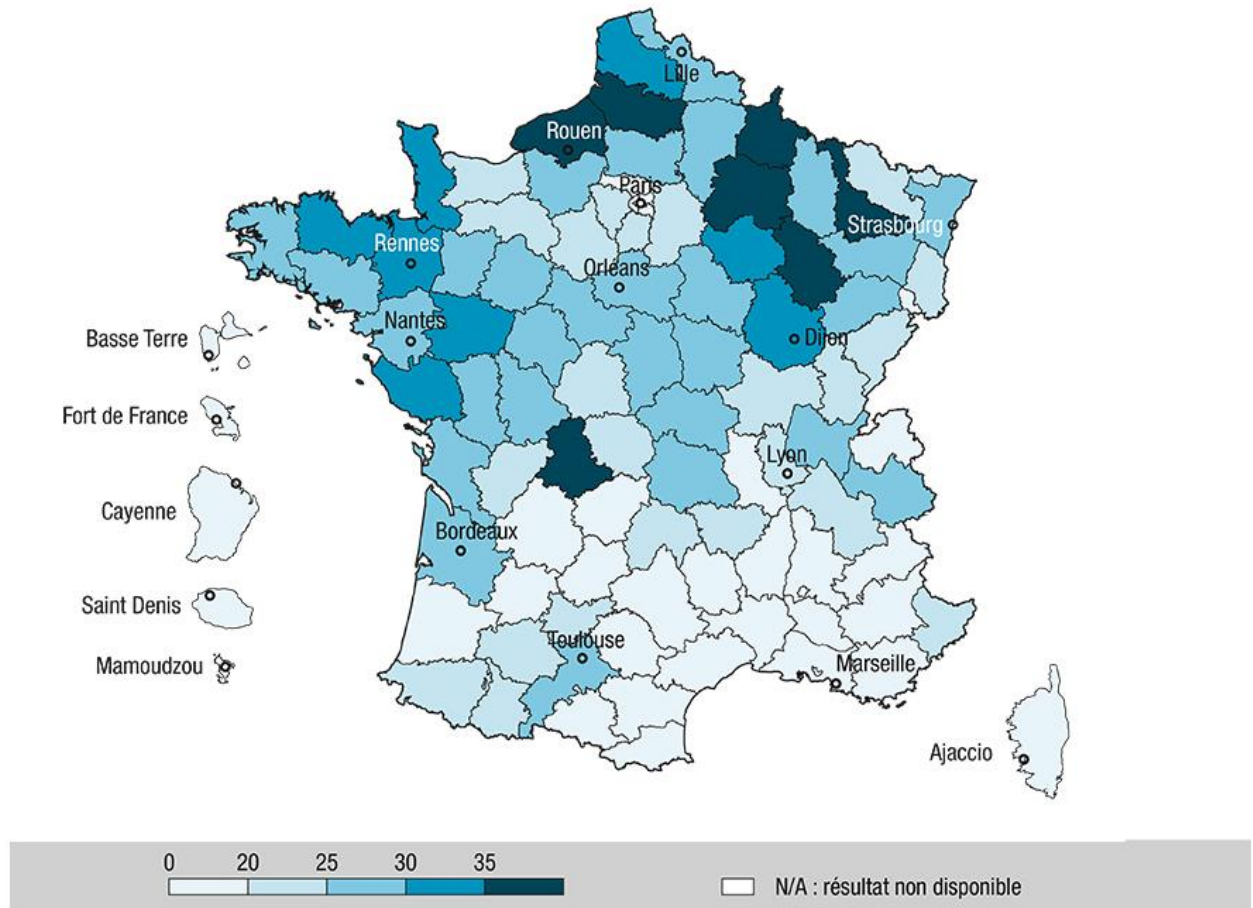 Lille
Rouen
Paris
Strasbourg
Rennes
Orléans
Nantes
Dijon
Basse Terre
Fort de France
Lyon
Cayenne
Bordeaux
Saint Denis
Toulouse
Mamoudzou
Marseille
Ajaccio
0 20 25 30 35
N/A : résultat non disponible